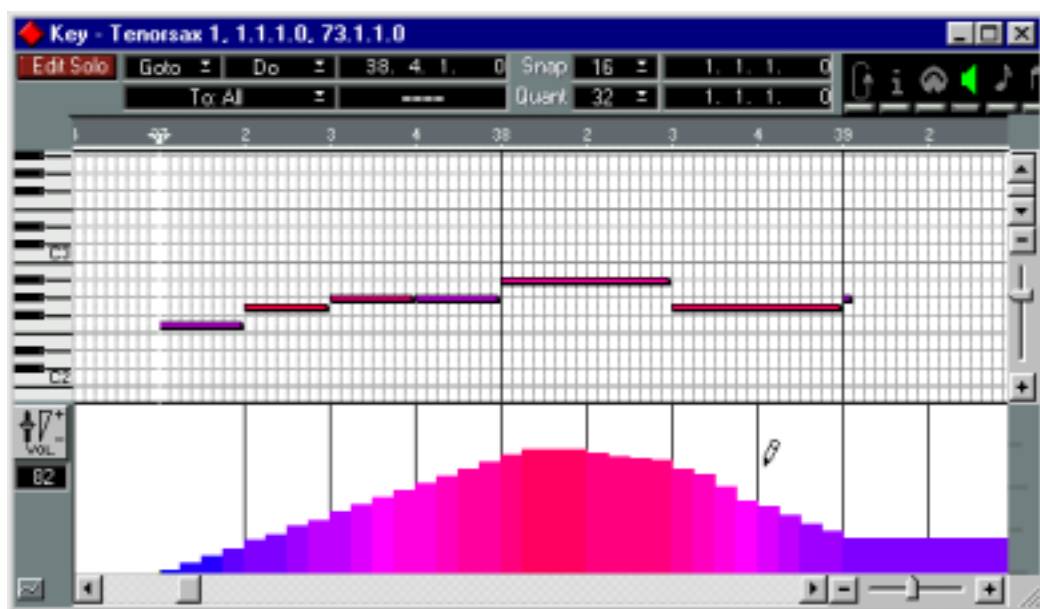 Key - Tenorsax 1, 1.1.1.0, 73.1.1.0
Edit Solo Goto Do 38. 4. 1. 0 Snap 16 1. 1. 1. 0
To: All ---- Quant 32 1. 1. 1. 0
2 3 4 38 2 3 4 39 2
C3
C2
VOL.
82